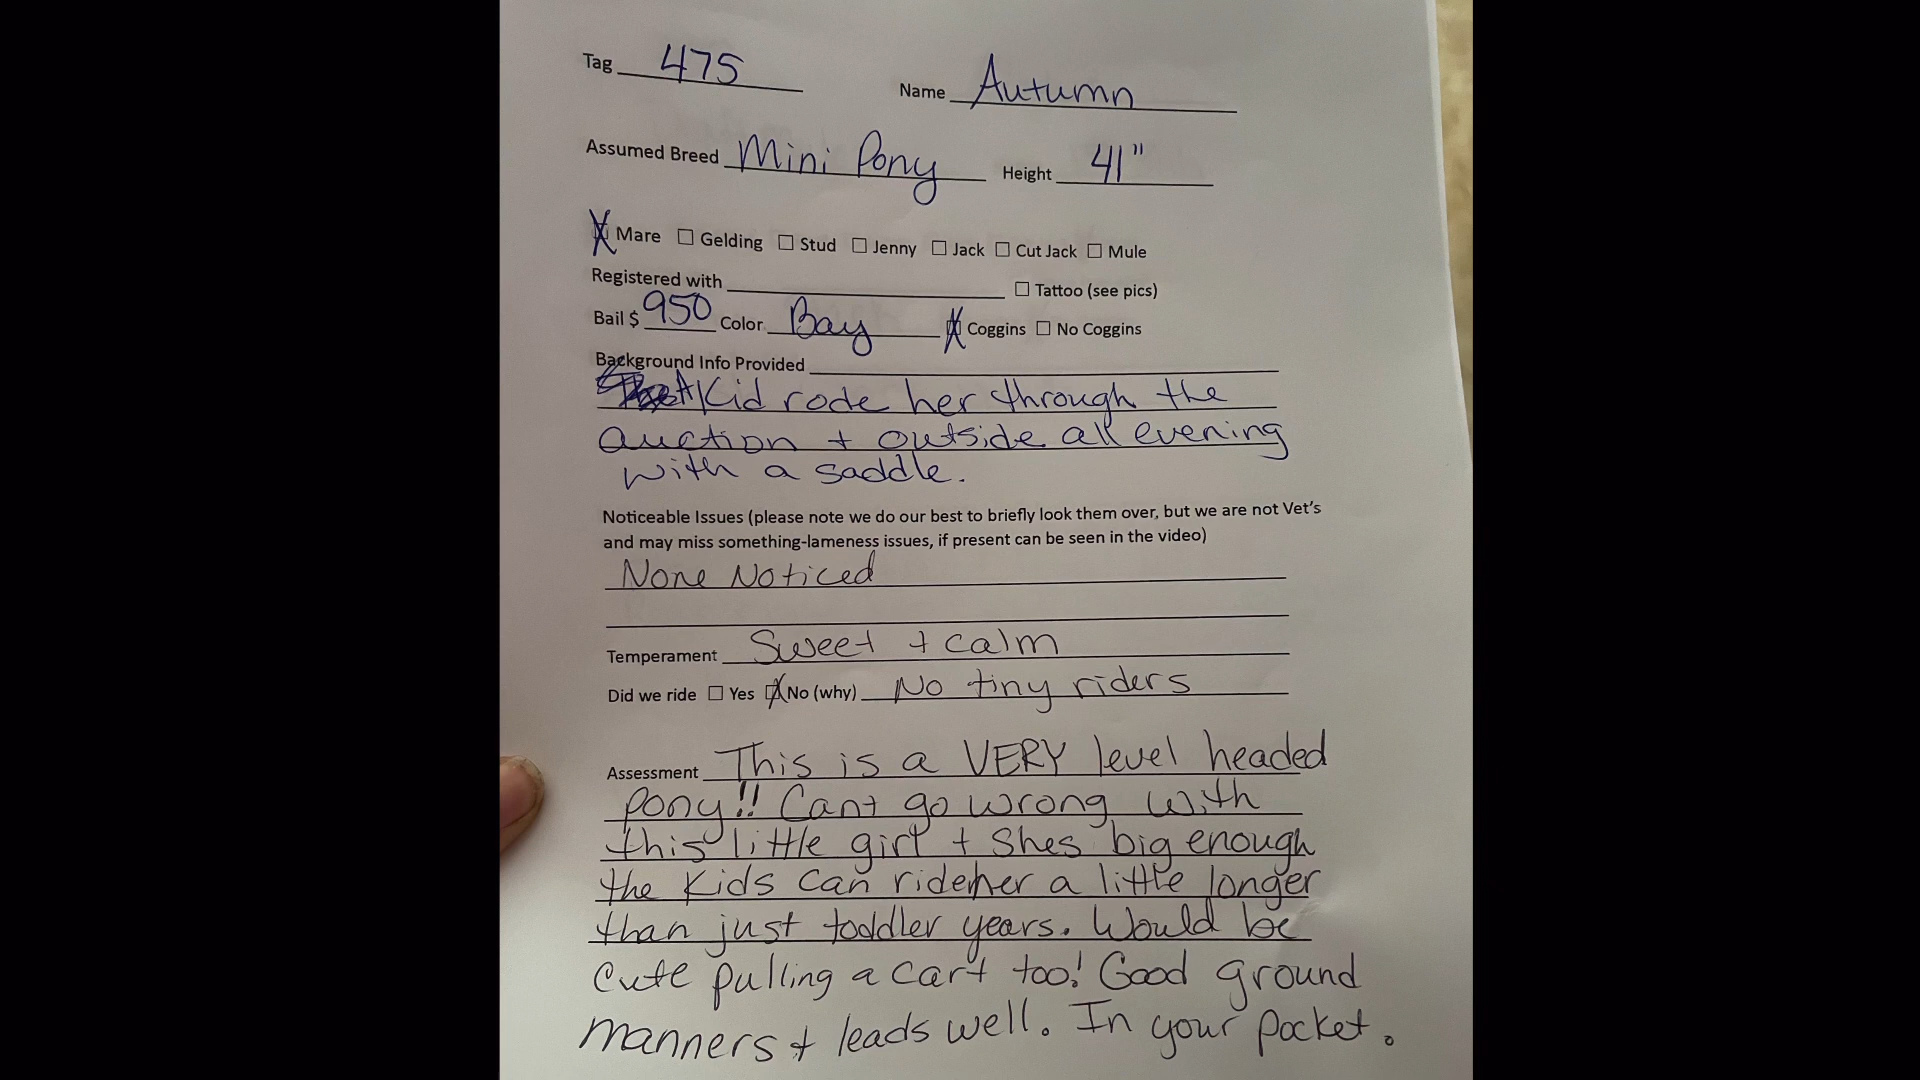 Tag 475
Name Autumn
Assumed Breed Mini Pony Height 41"
Mare ☐ Gelding ☐ Stud ☐ Jenny ☐ Jack ☐ Cut Jack ☐ Mule
Registered with ☐ Tattoo (see pics)
Bail $ 950 Color Bay Coggins ☐ No Coggins
Background Info Provided
Kid rode her through the
auction + outside all evening
with a saddle.
Noticeable Issues (please note we do our best to briefly look them over, but we are not Vet's
and may miss something-lameness issues, if present can be seen in the video)
None Noticed
Temperament Sweet + calm
Did we ride ☐ Yes ☒ No (why) No tiny riders
Assessment This is a VERY level headed
pony!! Cant go wrong with
this little girl + Shes big enough
the Kids can ride her a little longer
than just toddler years. Would be
cute pulling a cart too! Good ground
manners + leads well. In your pocket.